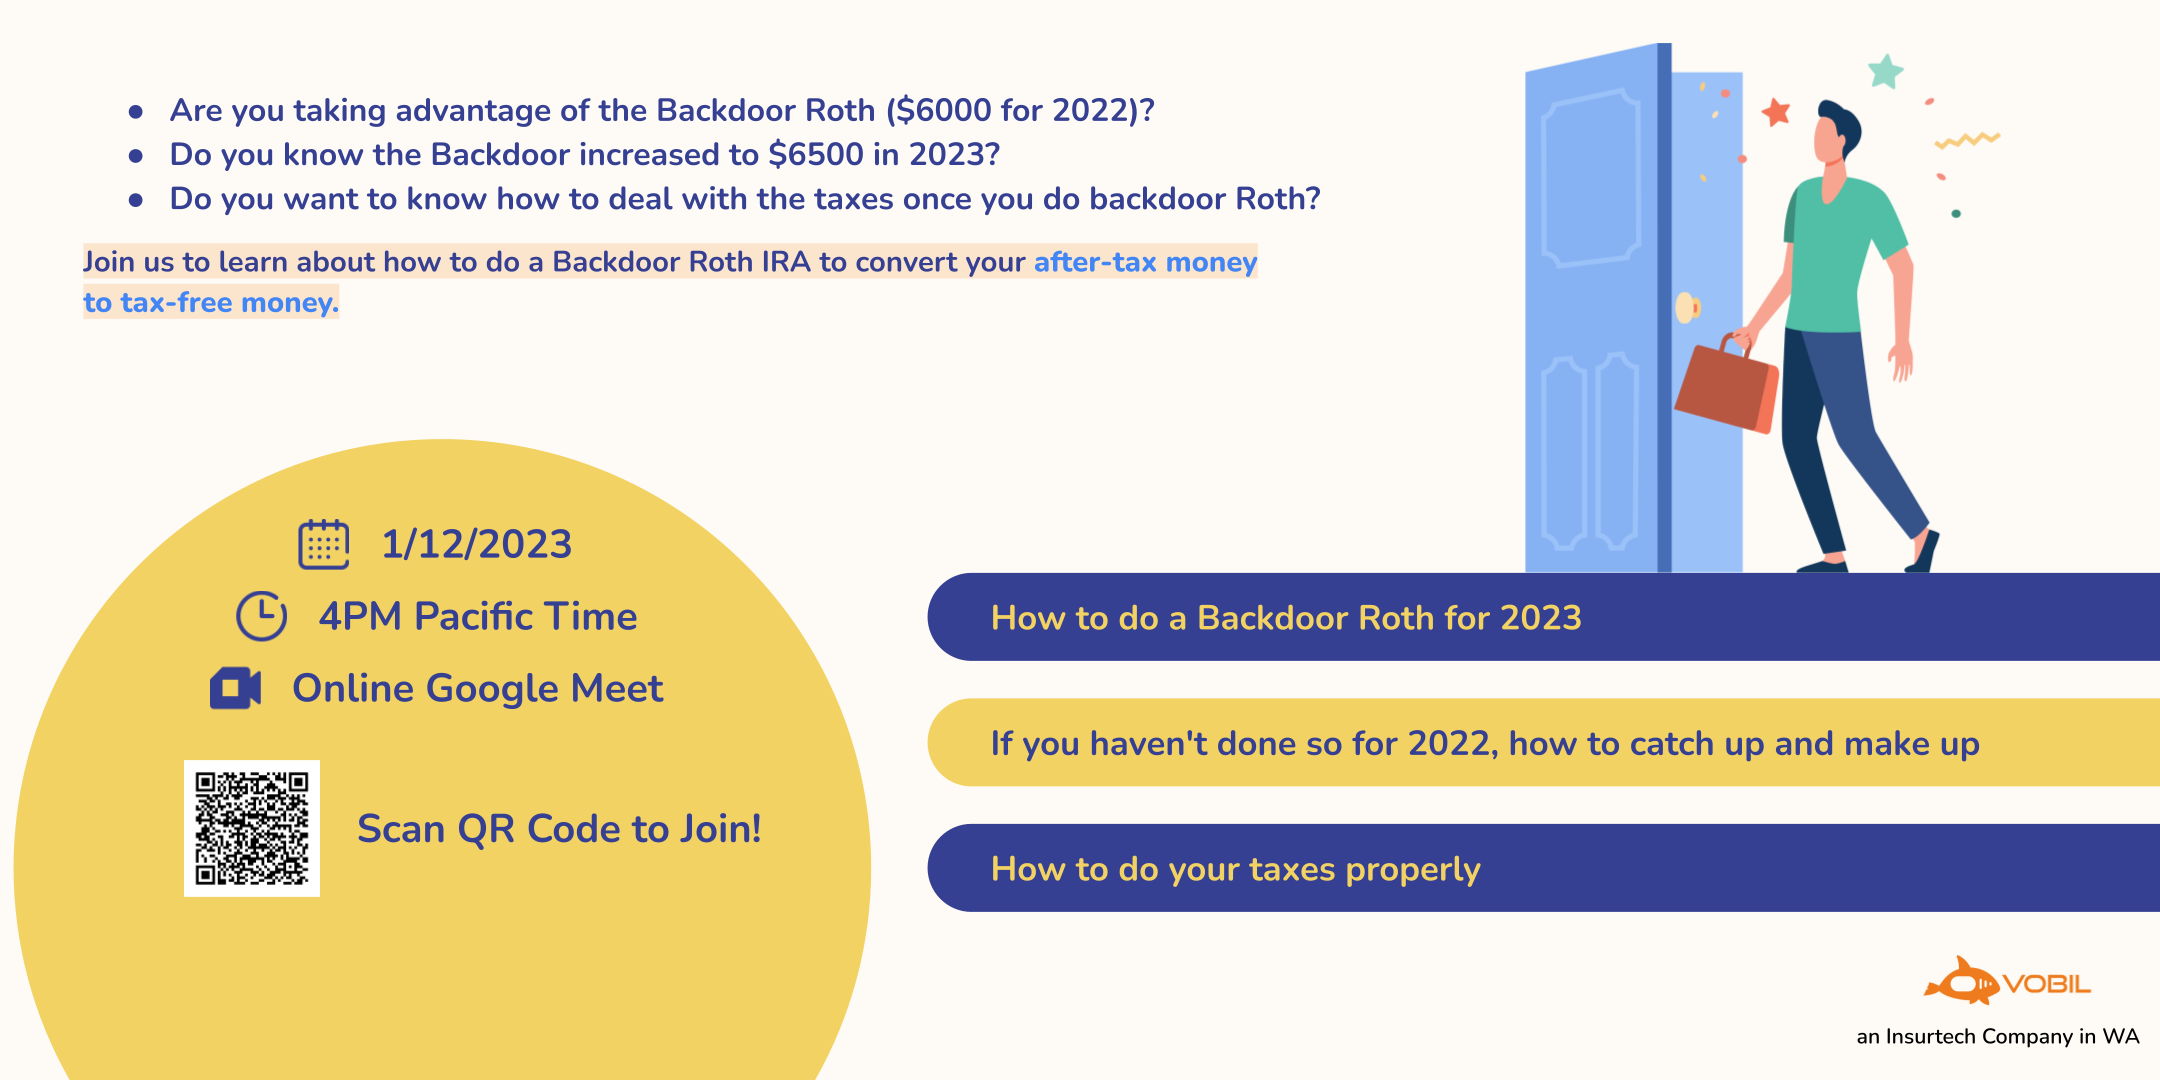 ● Are you taking advantage of the Backdoor Roth ($6000 for 2022)?
● Do you know the Backdoor increased to $6500 in 2023?
● Do you want to know how to deal with the taxes once you do backdoor Roth?
Join us to learn about how to do a Backdoor Roth IRA to convert your after-tax money
to tax-free money.
1/12/2023
4PM Pacific Time
Online Google Meet
Scan QR Code to Join!
How to do a Backdoor Roth for 2023
If you haven't done so for 2022, how to catch up and make up
How to do your taxes properly
VOBIL
an Insurtech Company in WA